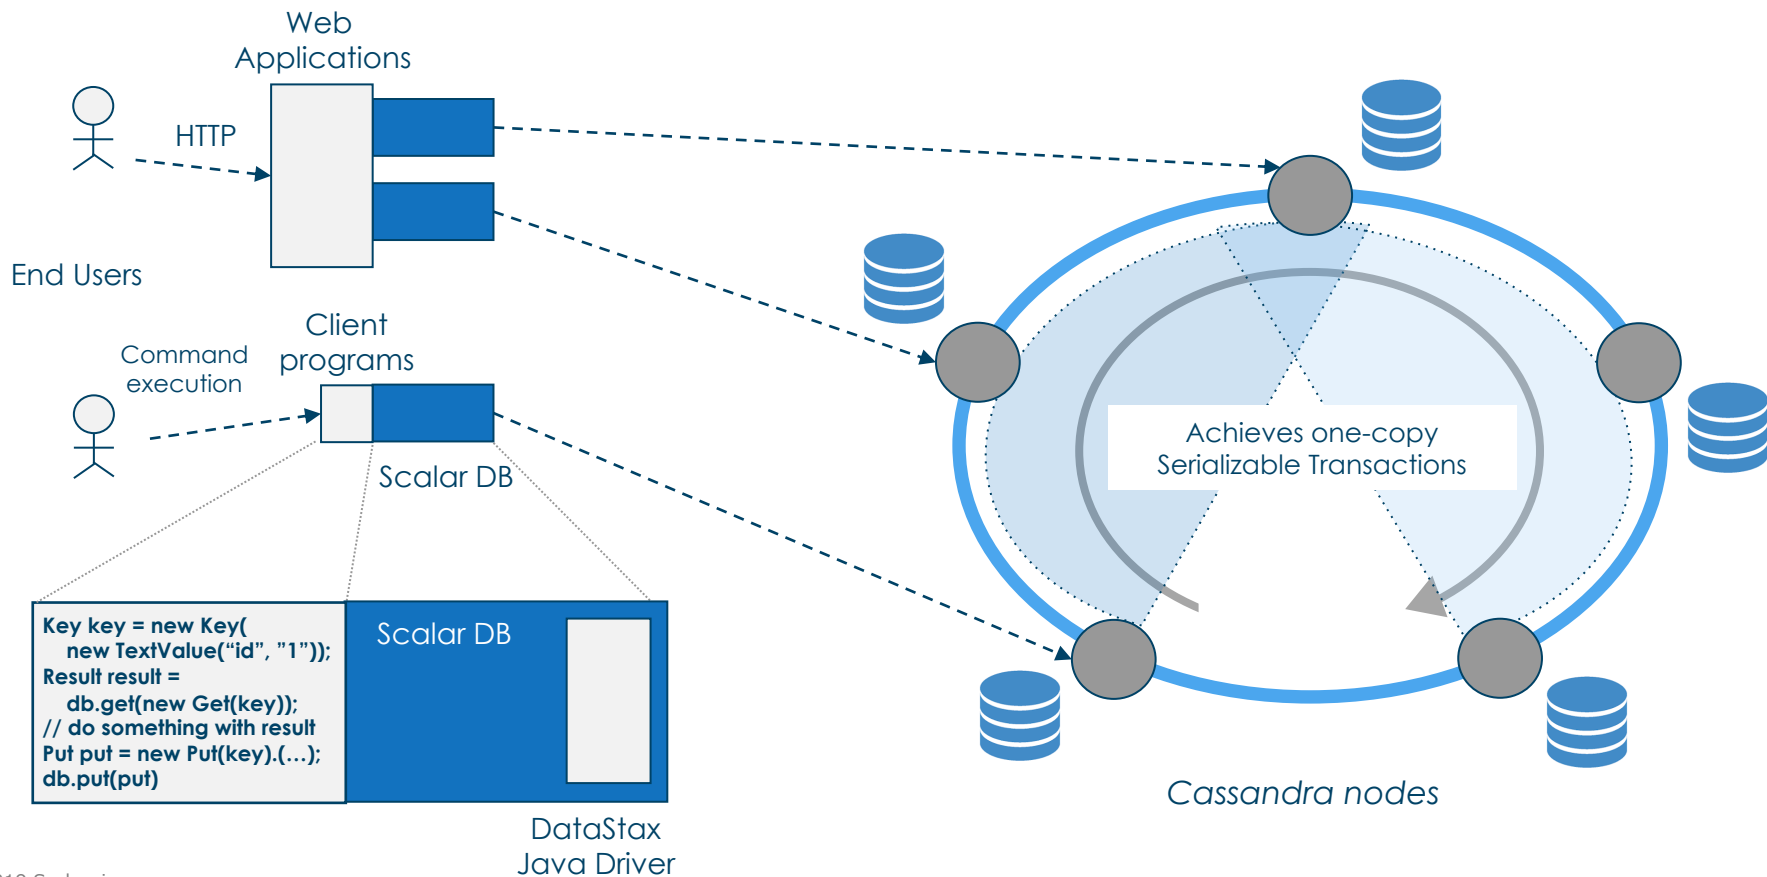 Web
Applications
HTTP
End Users
Client
programs
Command
execution
Scalar DB
Key key = new Key(
new TextValue(“id”, ”1”));
Result result =
db.get(new Get(key));
// do something with result
Put put = new Put(key).(…);
db.put(put)
Scalar DB
DataStax
Java Driver
Achieves one-copy
Serializable Transactions
Cassandra nodes